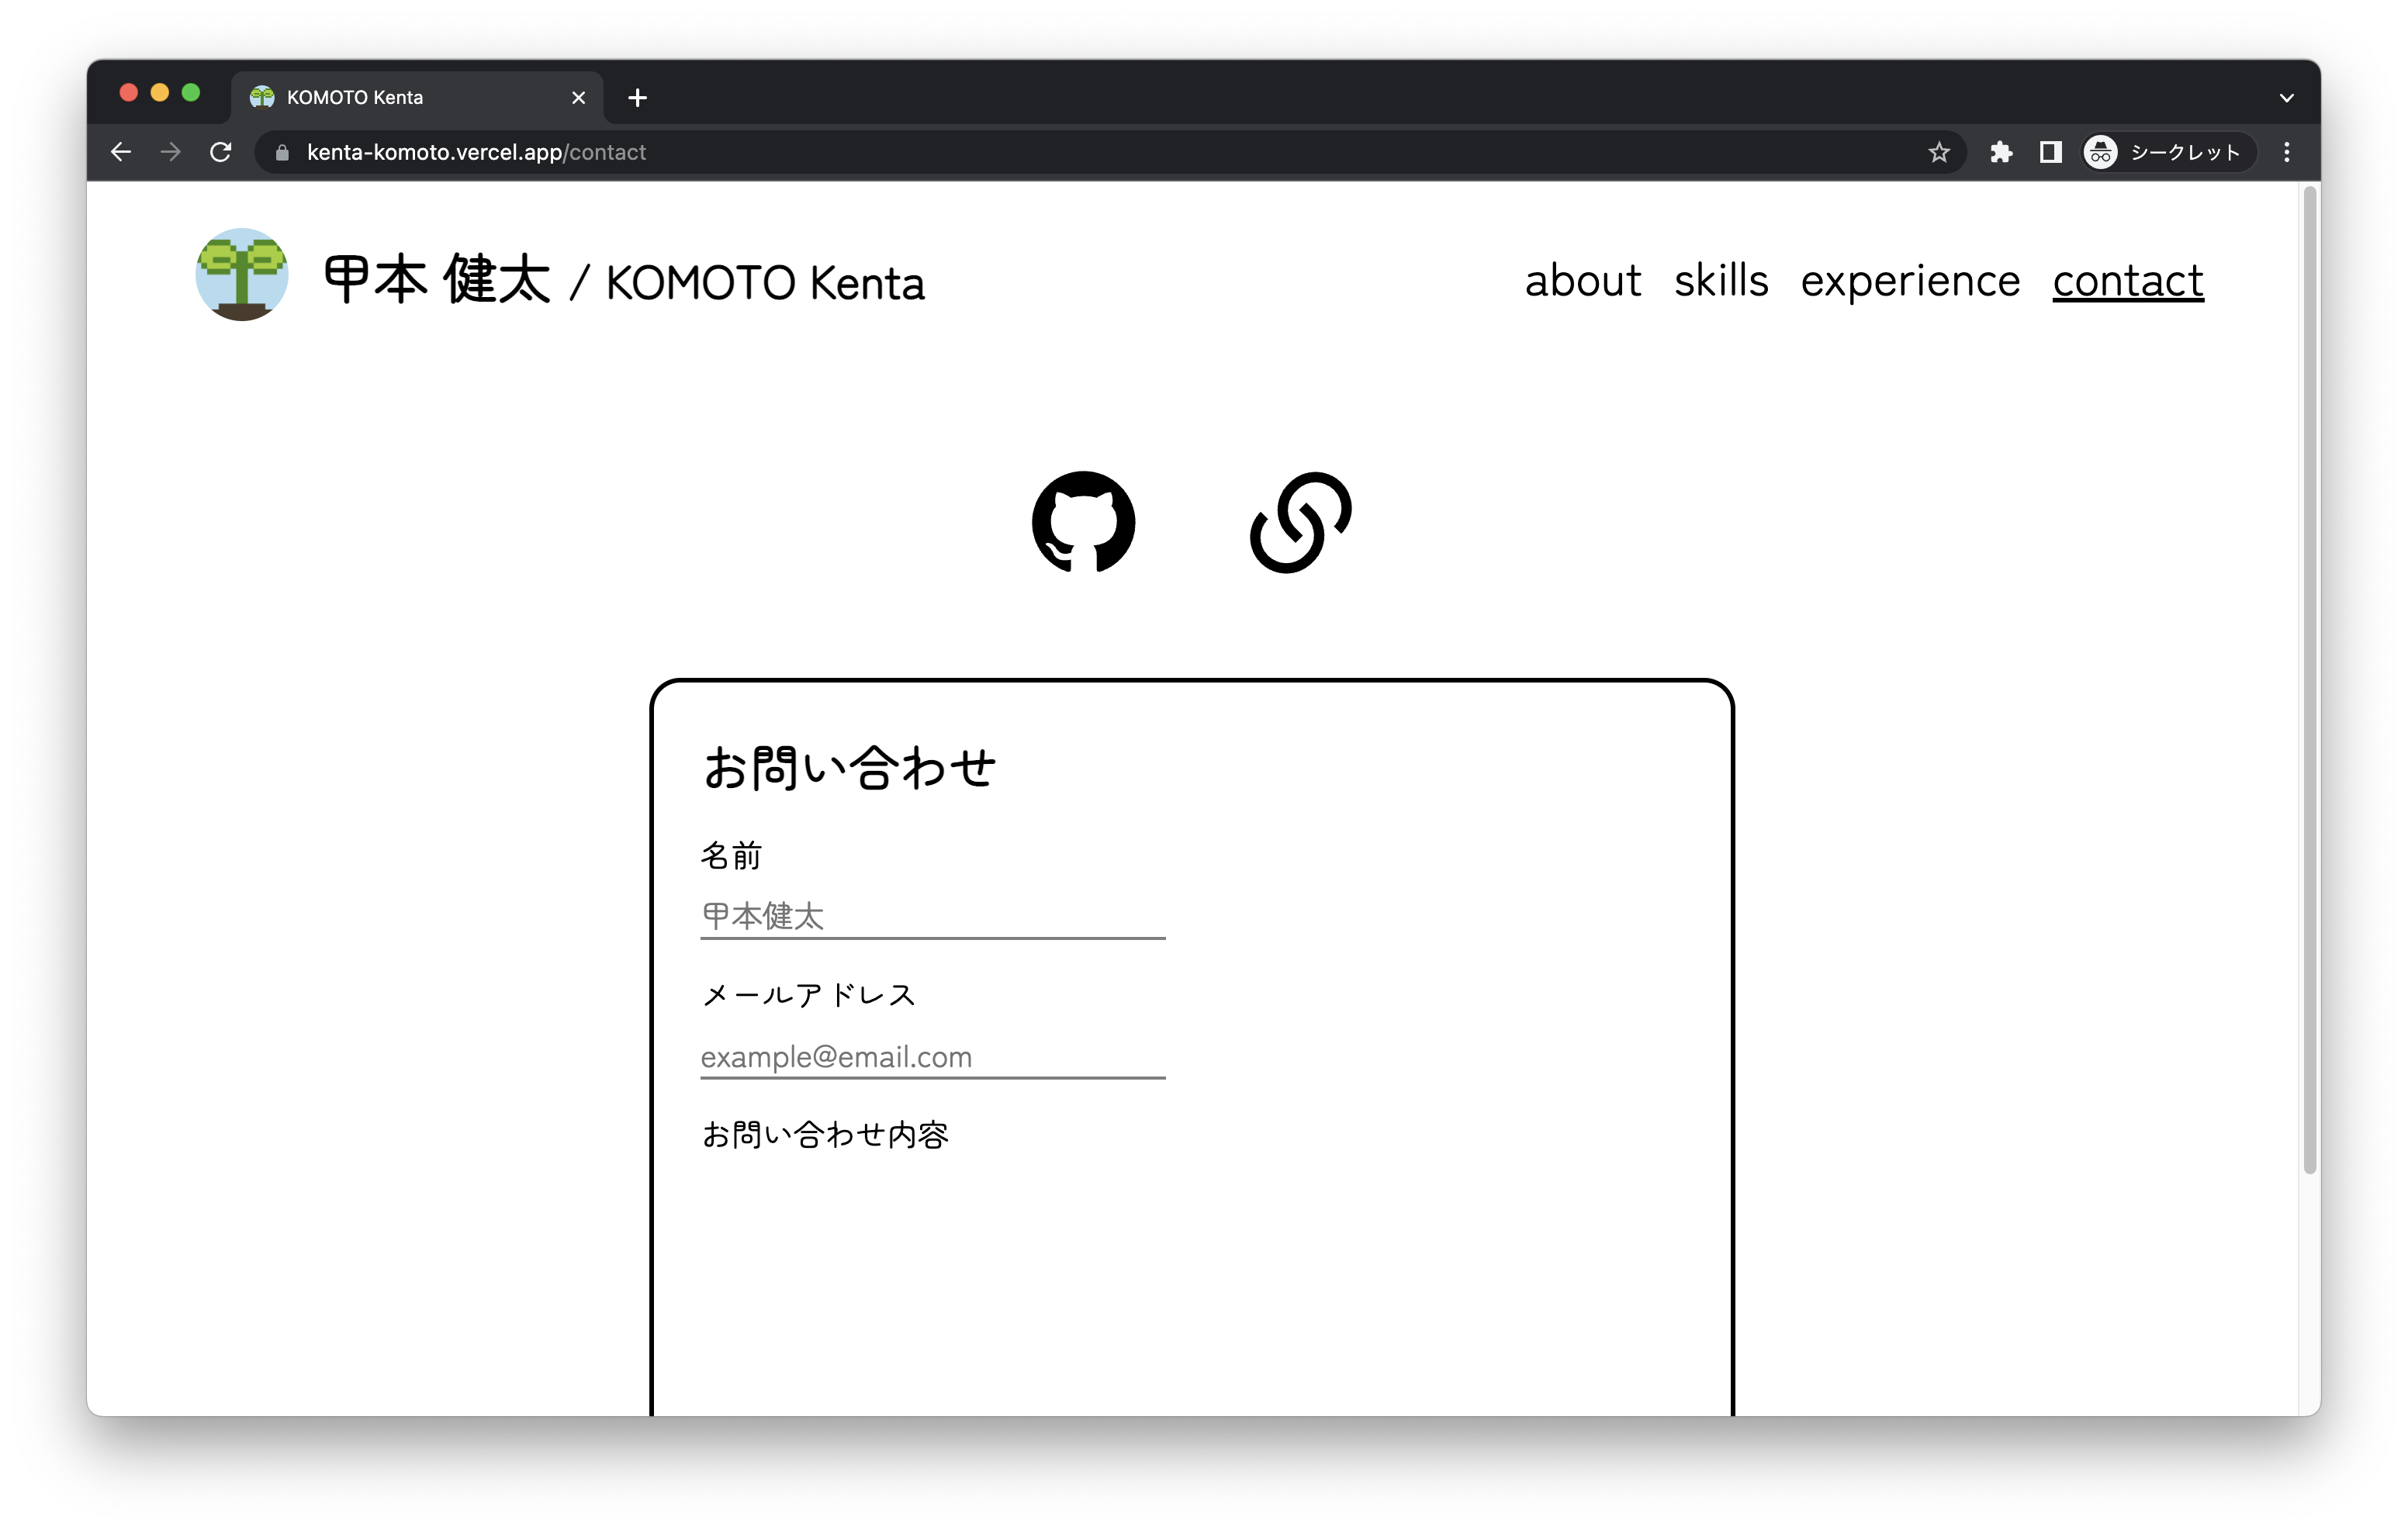 KOMOTO Kenta
kenta-komoto.vercel.app/contact
シークレット
甲本 健太 / KOMOTO Kenta
about skills experience contact
お問い合わせ
名前
甲本健太
メールアドレス
example@email.com
お問い合わせ内容